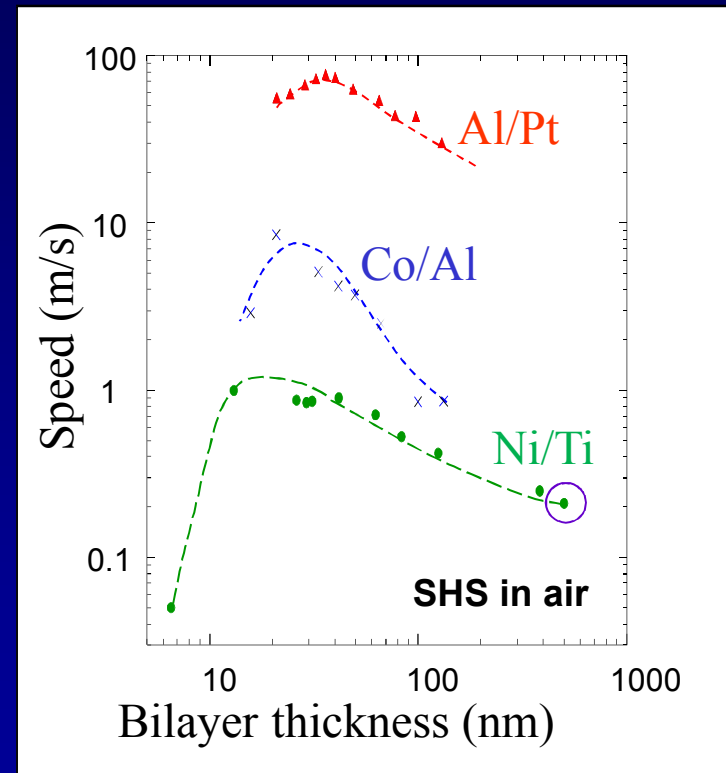 100
Al/Pt
10
Co/Al
Speed (m/s)
1
Ni/Ti
0.1
SHS in air
10 100 1000
Bilayer thickness (nm)